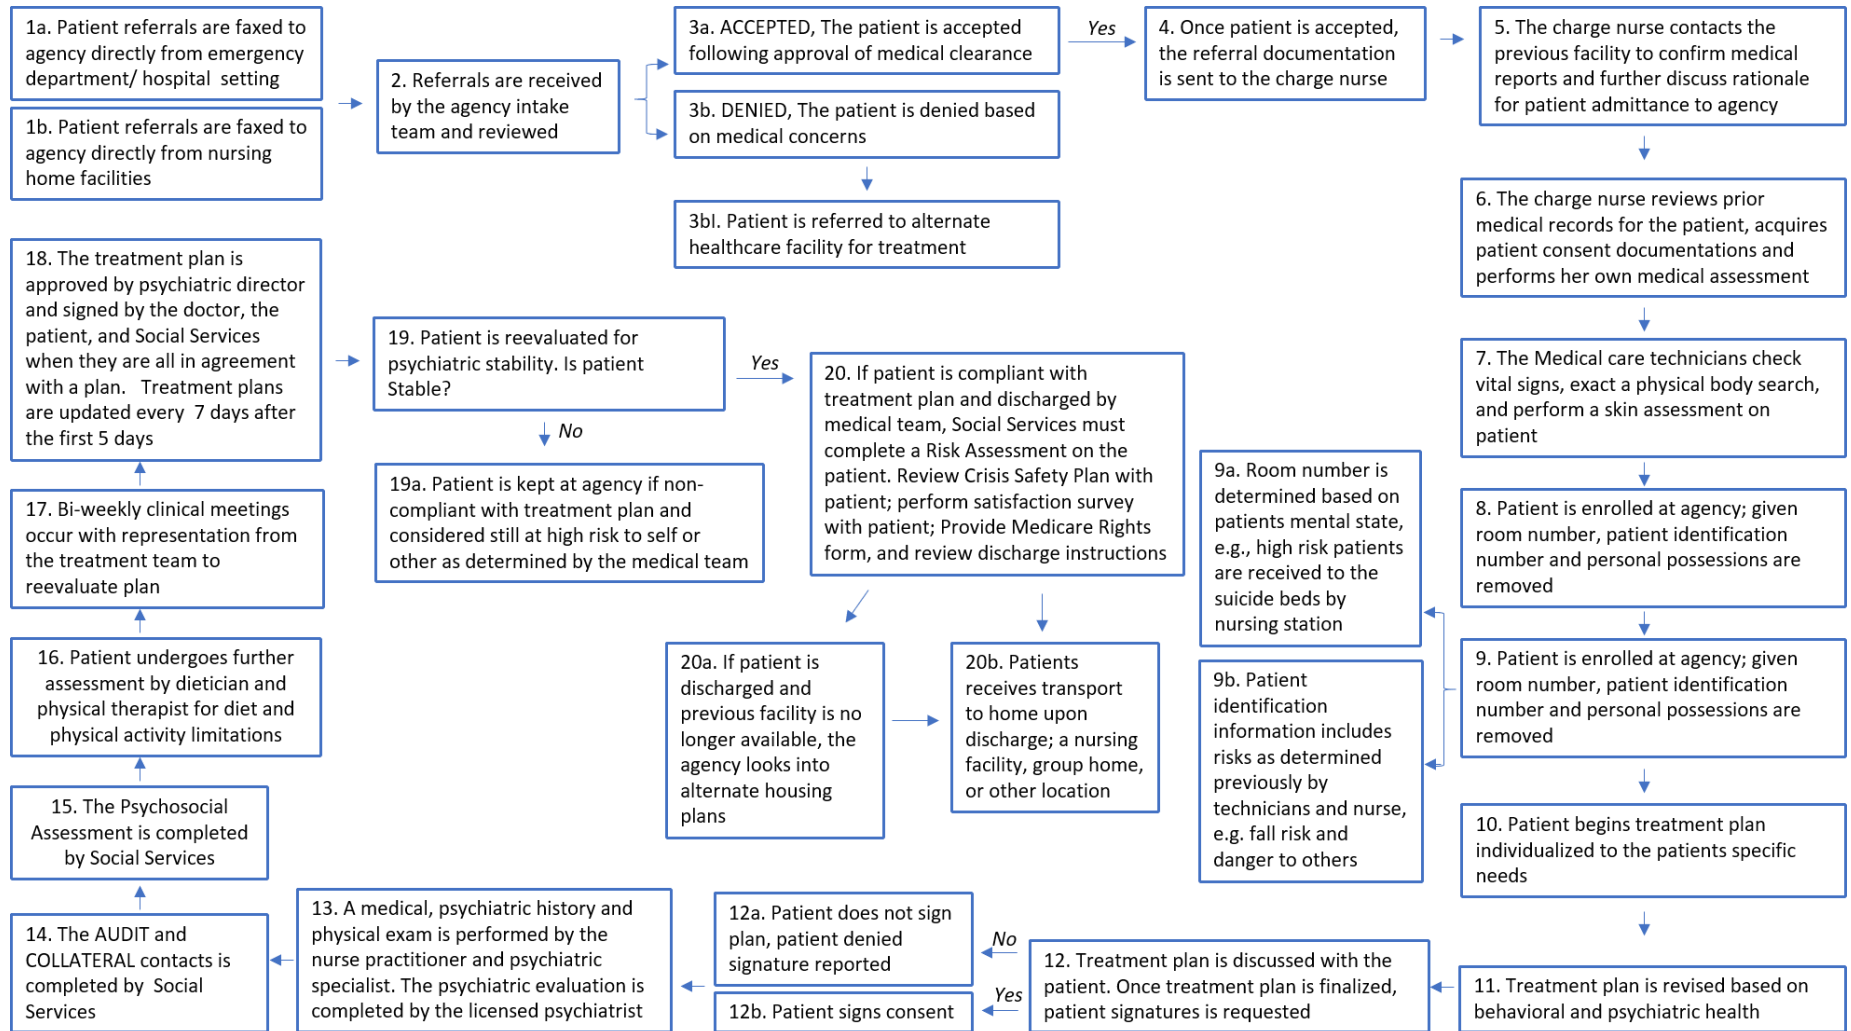 1a. Patient referrals are faxed to
agency directly from emergency
department/ hospital  setting
1b. Patient referrals are faxed to
agency directly from nursing
home facilities
2. Referrals are received
by the agency intake
team and reviewed
3a. ACCEPTED, The patient is accepted
following approval of medical clearance
3b. DENIED, The patient is denied based
on medical concerns
3bI. Patient is referred to alternate
healthcare facility for treatment
Yes
4. Once patient is accepted,
the referral documentation
is sent to the charge nurse
5. The charge nurse contacts the
previous facility to confirm medical
reports and further discuss rationale
for patient admittance to agency
6. The charge nurse reviews prior
medical records for the patient, acquires
patient consent documentations and
performs her own medical assessment
7. The Medical care technicians check
vital signs, exact a physical body search,
and perform a skin assessment on
patient
8. Patient is enrolled at agency; given
room number, patient identification
number and personal possessions are
removed
9. Patient is enrolled at agency; given
room number, patient identification
number and personal possessions are
removed
9a. Room number is
determined based on
patients mental state,
e.g., high risk patients
are received to the
suicide beds by
nursing station
9b. Patient
identification
information includes
risks as determined
previously by
technicians and nurse,
e.g. fall risk and
danger to others
10. Patient begins treatment plan
individualized to the patients specific
needs
11. Treatment plan is revised based on
behavioral and psychiatric health
12. Treatment plan is discussed with the
patient. Once treatment plan is finalized,
patient signatures is requested
No
12a. Patient does not sign
plan, patient denied
signature reported
Yes
12b. Patient signs consent
13. A medical, psychiatric history and
physical exam is performed by the
nurse practitioner and psychiatric
specialist. The psychiatric evaluation is
completed by the licensed psychiatrist
14. The AUDIT and
COLLATERAL contacts is
completed by  Social
Services
15. The Psychosocial
Assessment is completed
by Social Services
16. Patient undergoes further
assessment by dietician and
physical therapist for diet and
physical activity limitations
17. Bi-weekly clinical meetings
occur with representation from
the treatment team to
reevaluate plan
18. The treatment plan is
approved by psychiatric director
and signed by the doctor, the
patient, and Social Services
when they are all in agreement
with a plan.   Treatment plans
are updated every  7 days after
the first 5 days
19. Patient is reevaluated for
psychiatric stability. Is patient
Stable?
No
19a. Patient is kept at agency if non-
compliant with treatment plan and
considered still at high risk to self or
other as determined by the medical team
Yes
20. If patient is compliant with
treatment plan and discharged by
medical team, Social Services must
complete a Risk Assessment on the
patient. Review Crisis Safety Plan with
patient; perform satisfaction survey
with patient; Provide Medicare Rights
form, and review discharge instructions
20a. If patient is
discharged and
previous facility is no
longer available, the
agency looks into
alternate housing
plans
20b. Patients
receives transport
to home upon
discharge; a nursing
facility, group home,
or other location